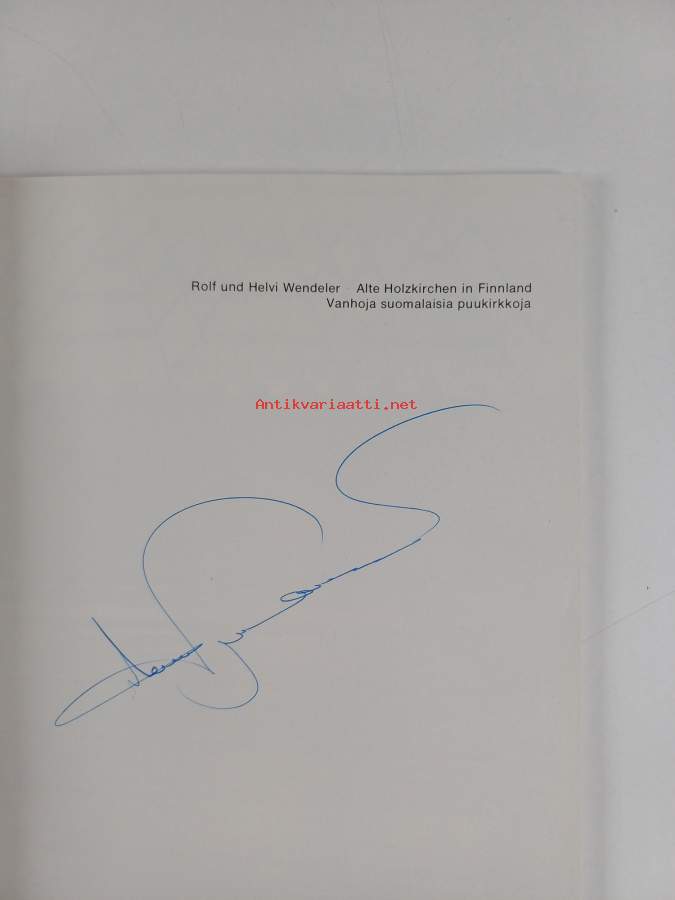 Rolf und Helvi Wendeler Alte Holzkirchen in Finnland
Vanhoja suomalaisia puukirkkoja
Antikvariaatti.net